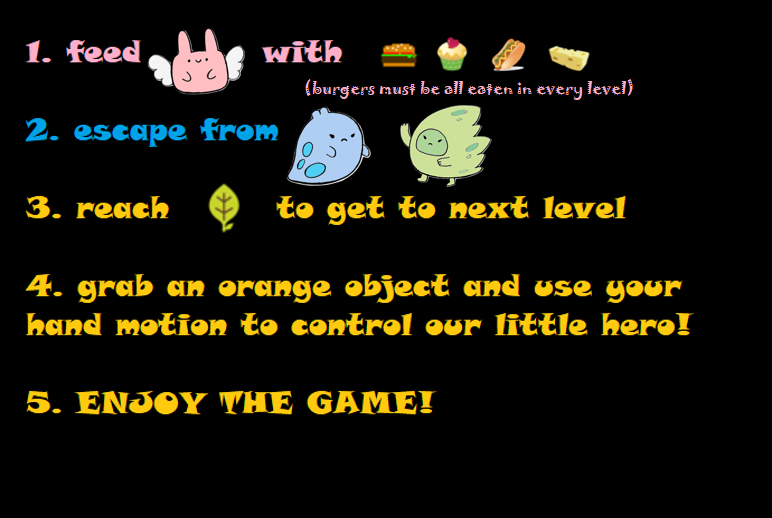 1. feed with
(burgers must be all eaten in every level)
2. escape from
3. reach to get to next level
4. grab an orange object and use your
hand motion to control our little hero!
5. ENJOY THE GAME!